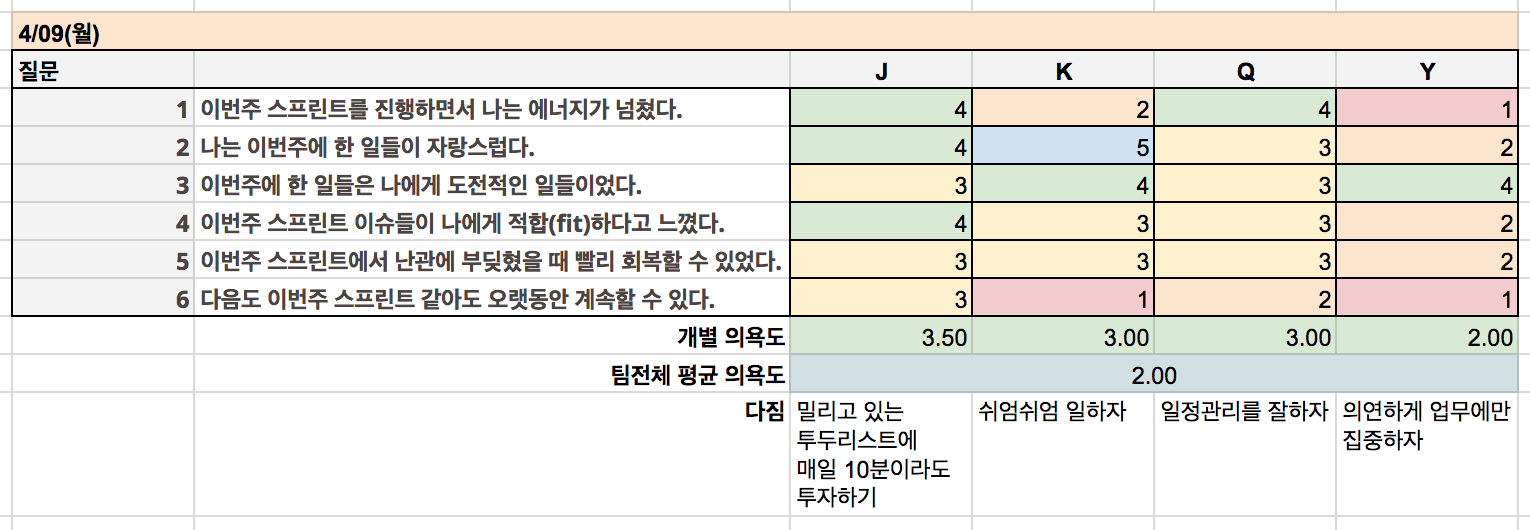 4/09(월)
질문 J K Q Y
1 이번주 스프린트를 진행하면서 나는 에너지가 넘쳤다. 4 2 4 1
2 나는 이번주에 한 일들이 자랑스럽다. 4 5 3 2
3 이번주에 한 일들은 나에게 도전적인 일들이었다. 3 4 3 4
4 이번주 스프린트 이슈들이 나에게 적합(fit)하다고 느꼈다. 4 3 3 2
5 이번주 스프린트에서 난관에 부딪혔을 때 빨리 회복할 수 있었다. 3 3 3 2
6 다음도 이번주 스프린트 같아도 오랫동안 계속할 수 있다. 3 1 2 1
개별 의욕도 3.50 3.00 3.00 2.00
팀전체 평균 의욕도 2.00
다짐
밀리고 있는
투두리스트에
매일 10분이라도
투자하기
쉬엄쉬엄 일하자
일정관리를 잘하자
의연하게 업무에만
집중하자